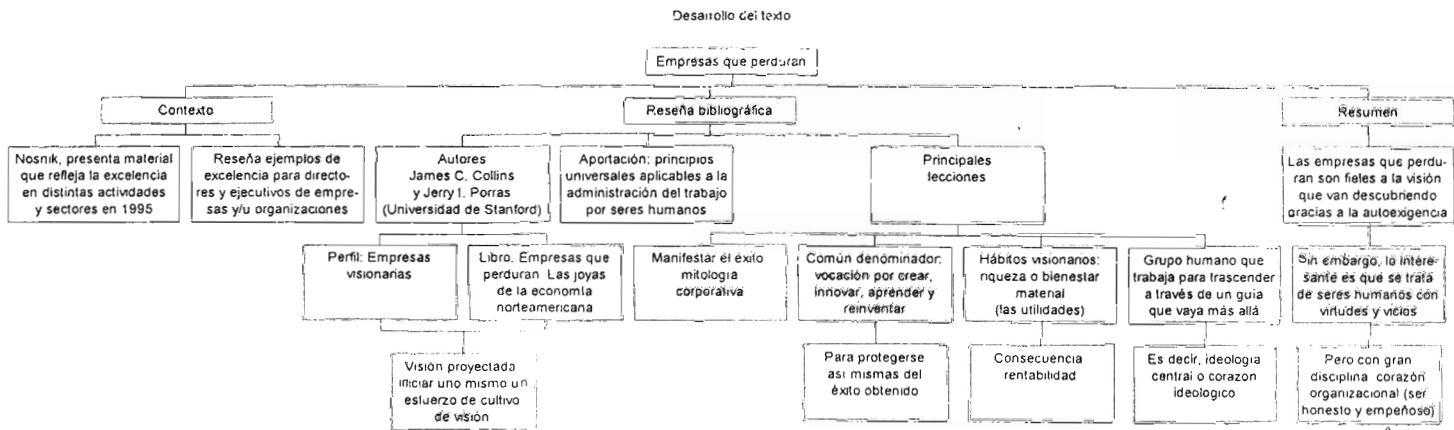 Desarrollo del texto
Empresas que perduran
Contexto
Reseña bibliográfica
Resumen
Nosnik, presenta material
que refleja la excelencia
en distintas actividades
y sectores en 1995
Reseña ejemplos de
excelencia para directo-
res y ejecutivos de empre-
sas y/u organizaciones
Autores
James C. Collins
y Jerry I. Porras
(Universidad de Stanford)
Aportación: principios
universales aplicables a la
administración del trabajo
por seres humanos
Principales
lecciones
Las empresas que perdu-
ran son fieles a la visión
que van descubriendo
gracias a la autoexigencia
Perfil: Empresas
visionarias
Libro. Empresas que
perduran. Las joyas
de la economía
norteamericana
Manifestar el éxito
mitología
corporativa
Común denominador:
vocación por crear,
innovar, aprender y
reinventar
Hábitos visionarios:
riqueza o bienestar
material
(las utilidades)
Grupo humano que
trabaja para trascender
a través de un guía
que vaya más allá
Sin embargo, lo intere-
sante es que se trata
de seres humanos con
virtudes y vicios
Visión proyectada
iniciar uno mismo un
esfuerzo de cultivo
de visión
Para protegerse
así mismas del
éxito obtenido
Consecuencia
rentabilidad
Es decir, ideología
central o corazón
ideológico
Pero con gran
disciplina corazón
organizacional (ser
honesto y empeñoso)